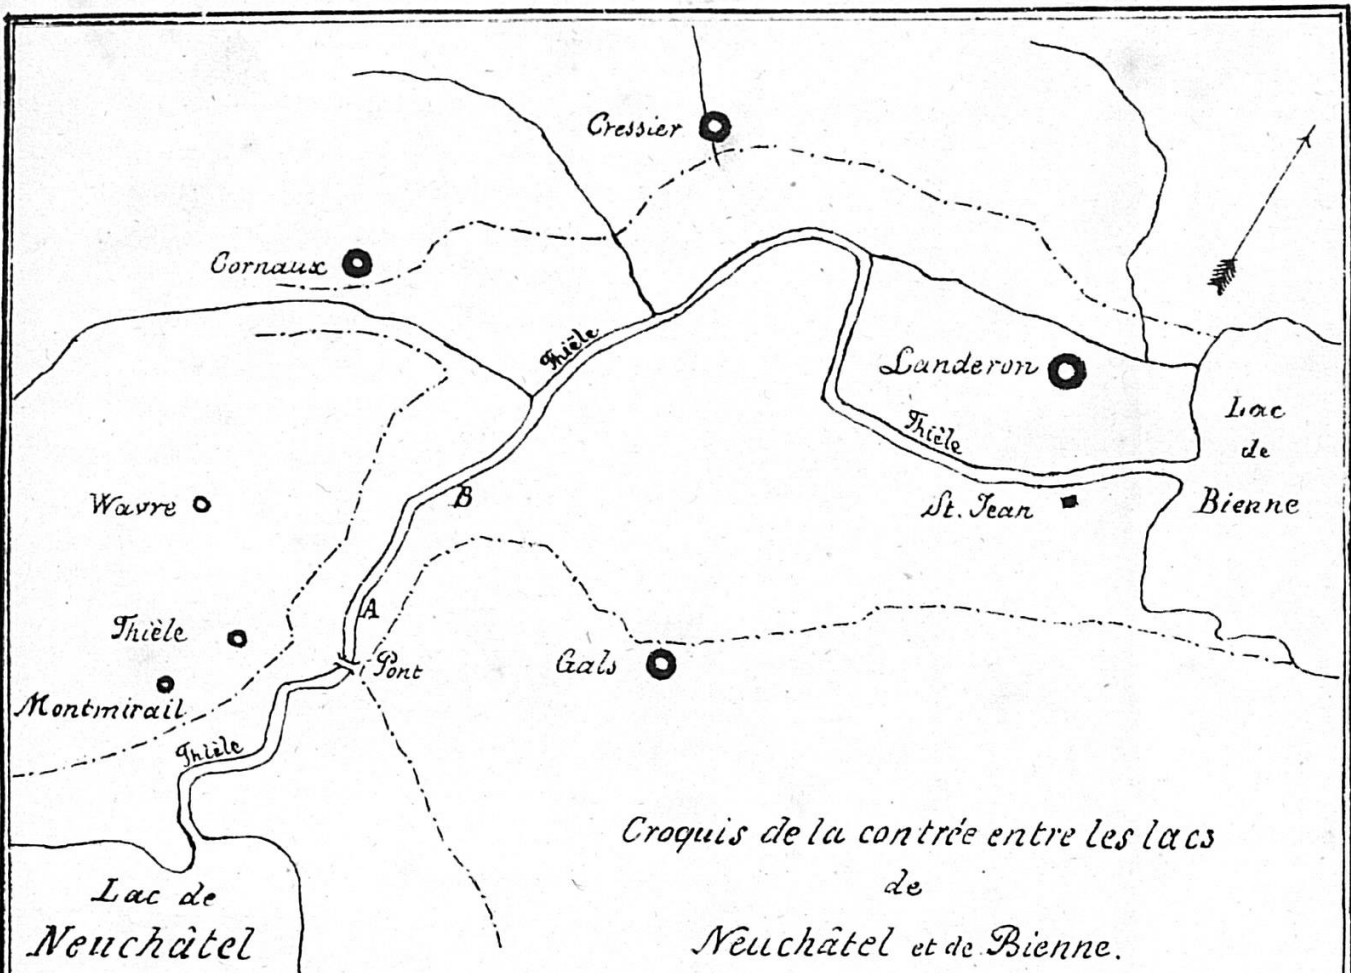 Cressier
Cornaux
Thièle
Landeron
Thièle
Lac
de
Bienne
Wavre
B
St. Jean
Thièle
A
Pont
Gals
Montmirail
Thièle
Croquis de la contrée entre les lacs
de
Neuchâtel et de Bienne.
Lac de
Neuchâtel